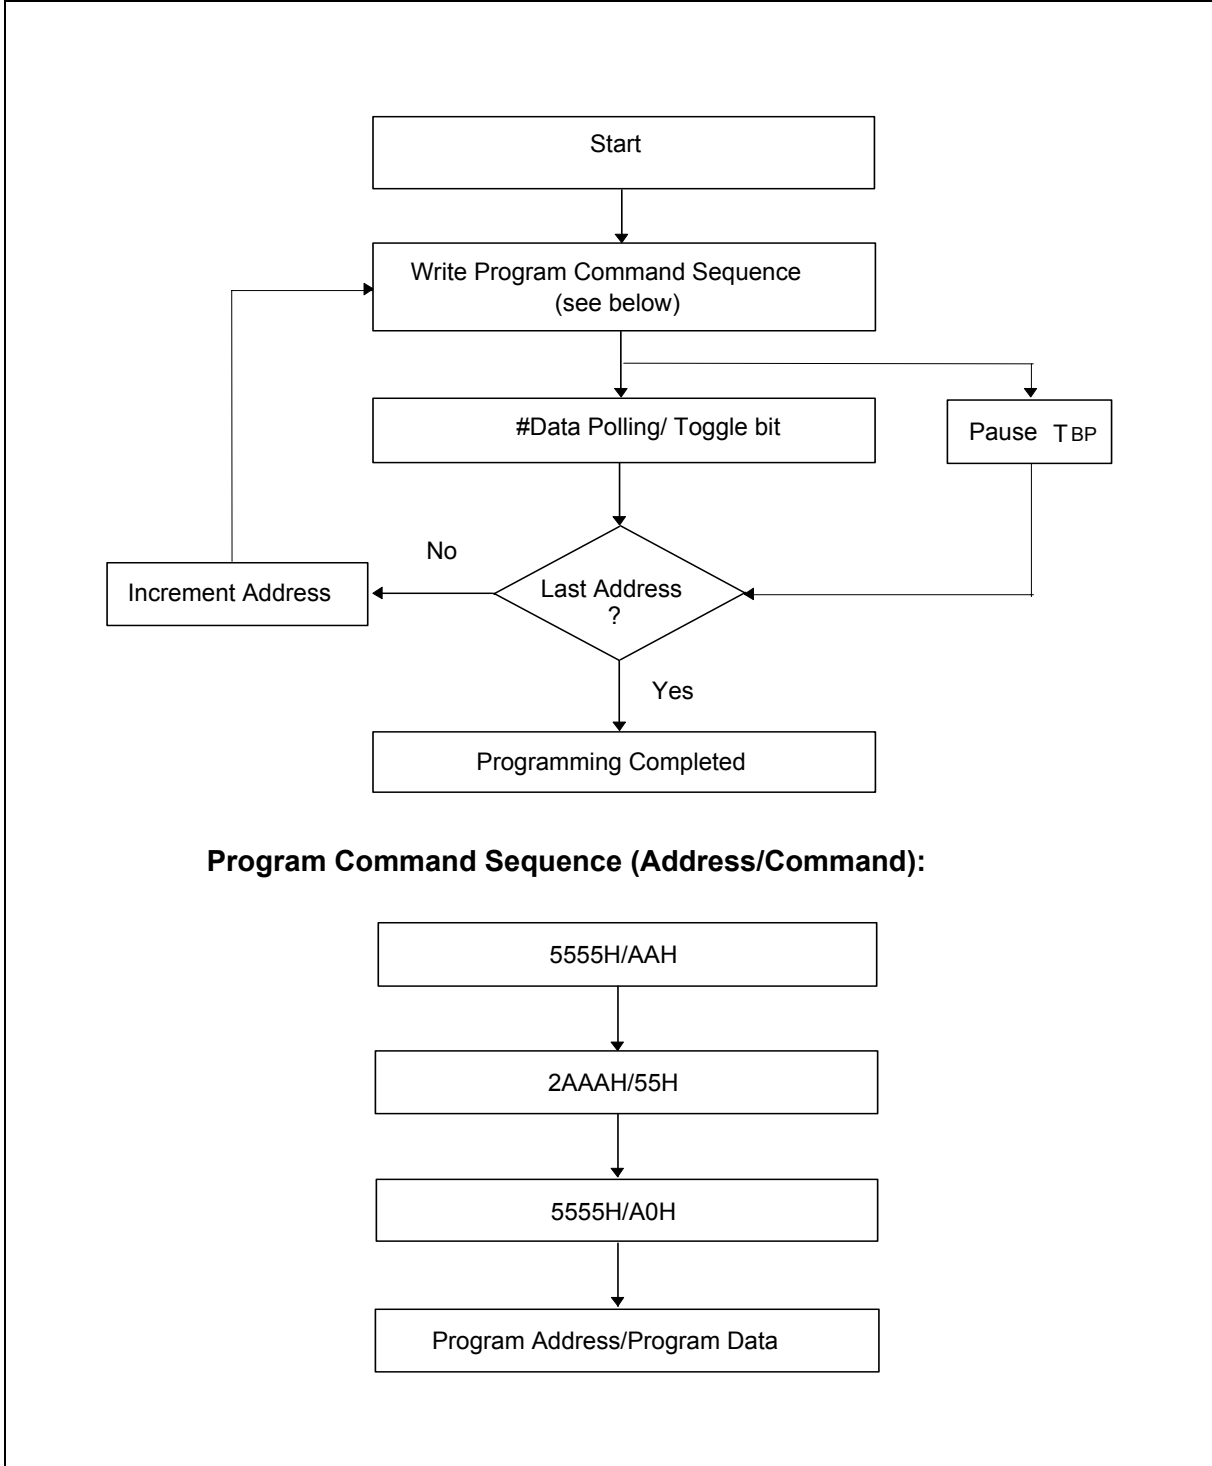 Start
Write Program Command Sequence
(see below)
#Data Polling/ Toggle bit
Pause TBP
No
Increment Address
Last Address
?
Yes
Programming Completed
Program Command Sequence (Address/Command):
5555H/AAH
2AAAH/55H
5555H/A0H
Program Address/Program Data